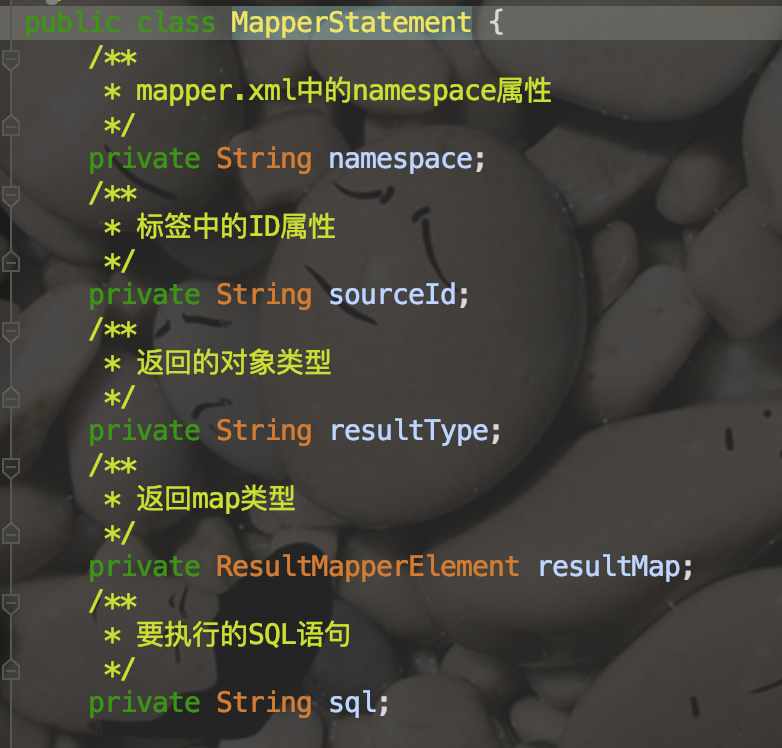 public class MapperStatement {
/**
* mapper.xml中的namespace属性
*/
private String namespace;
/**
* 标签中的ID属性
*/
private String sourceId;
/**
* 返回的对象类型
*/
private String resultType;
/**
* 返回map类型
*/
private ResultMapperElement resultMap;
/**
* 要执行的SQL语句
*/
private String sql;